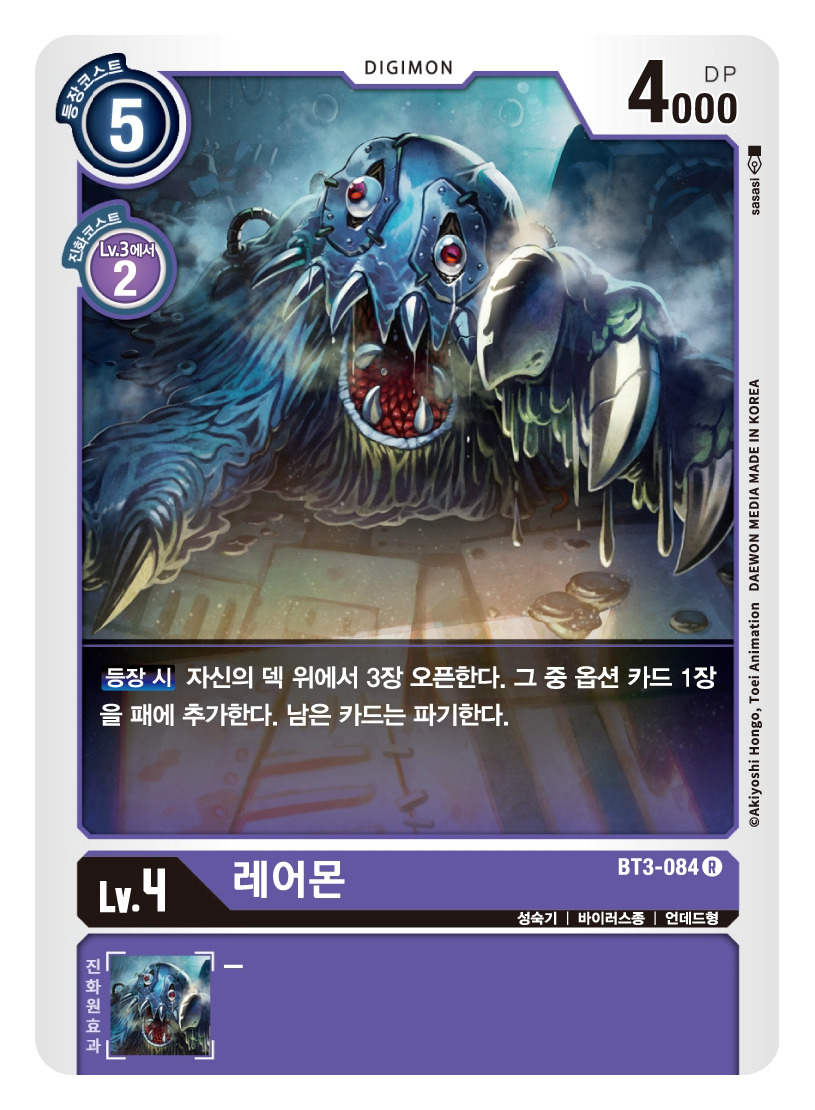 DIGIMON
등장코스트
5
DP
4000
진화코스트
Lv.3에서
2
sasasi
등장 시 자신의 덱 위에서 3장 오픈한다. 그 중 옵션 카드 1장
을 패에 추가한다. 남은 카드는 파기한다.
©Akiyoshi Hongo, Toei Animation DAEWON MEDIA MADE IN KOREA
Lv.4
레어몬
BT3-084 R
성숙기 | 바이러스종 | 언데드형
진화원효과
—